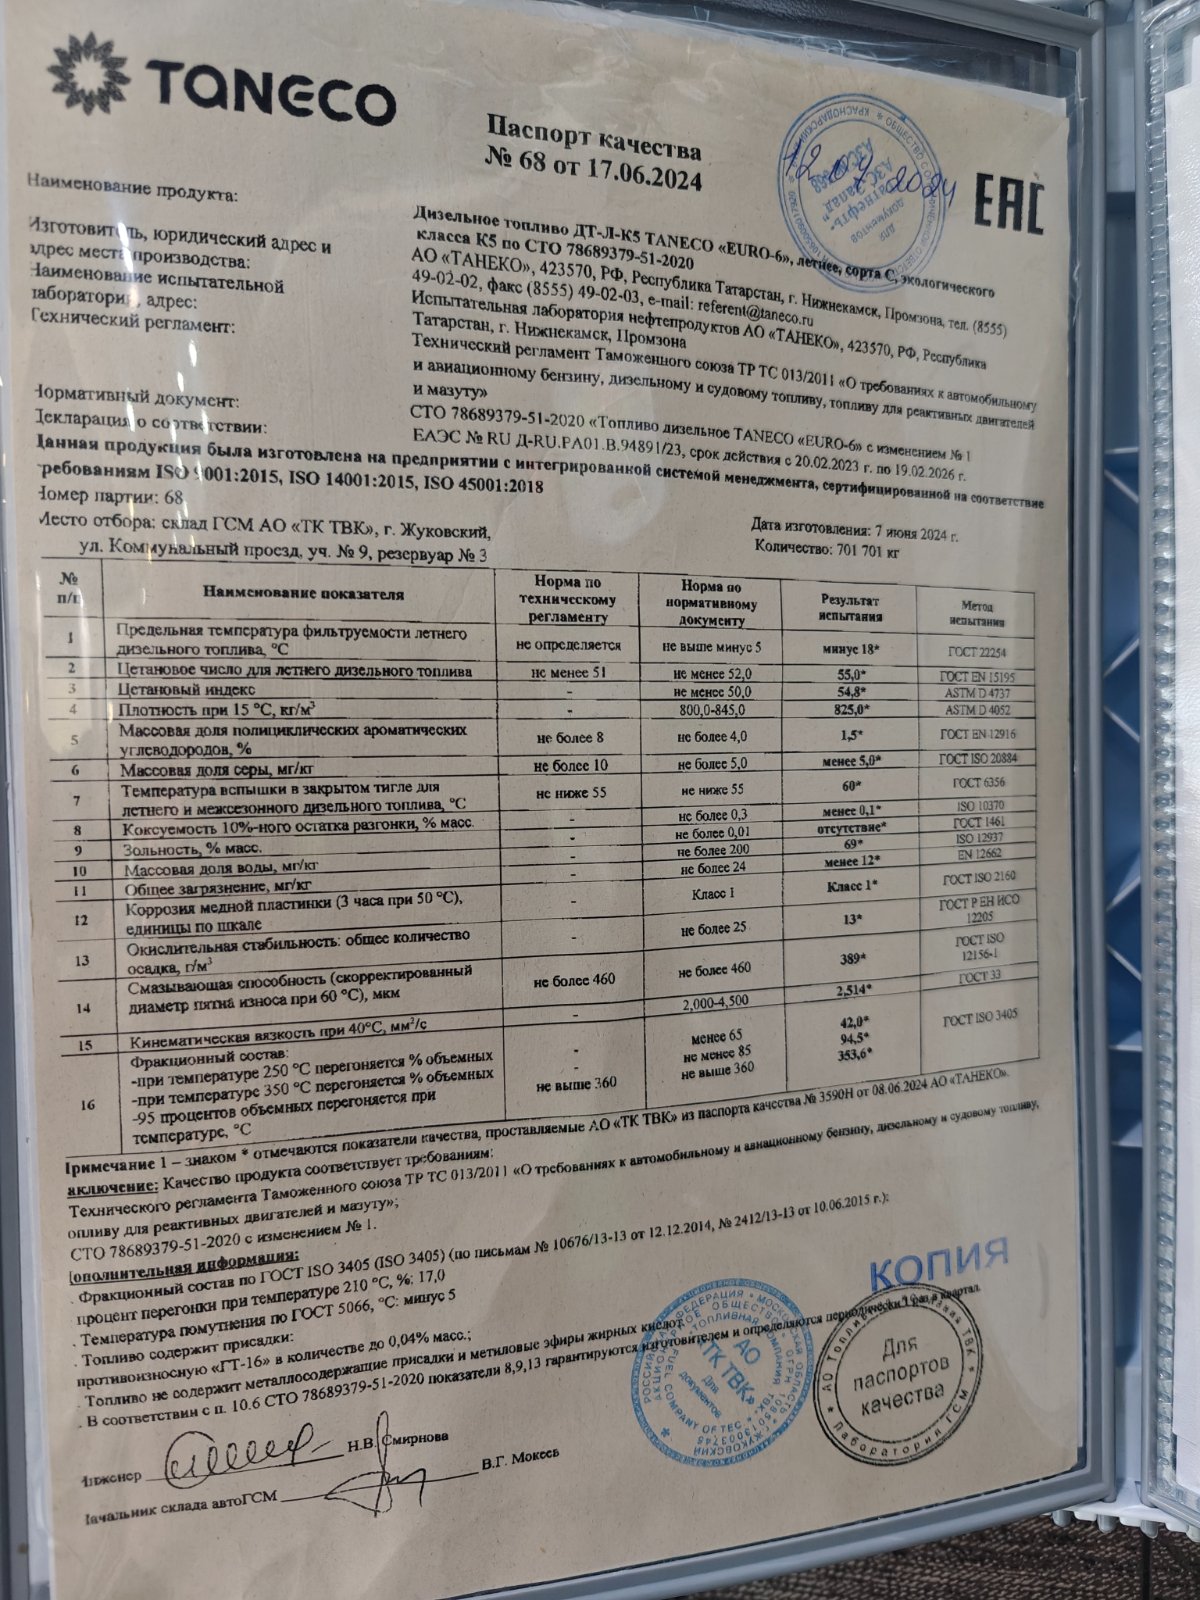 TANECO
Паспорт качества
№ 68 от 17.06.2024
12.07.2024
EAC
Наименование продукта:
Дизельное топливо ДТ-Л-К5 TANECO «EURO-6», летнее, сорта С, экологического
класса К5 по СТО 78689379-51-2020
Изготовитель, юридический адрес и
адрес места производства:
АО «ТАНЕКО», 423570, РФ, Республика Татарстан, г. Нижнекамск, Промзона, тел. (8555)
49-02-02, факс (8555) 49-02-03, e-mail: referent@taneco.ru
Наименование испытательной
лаборатории, адрес:
Испытательная лаборатория нефтепродуктов АО «ТАНЕКО», 423570, РФ, Республика
Татарстан, г. Нижнекамск, Промзона
Технический регламент:
Технический регламент Таможенного союза ТР ТС 013/2011 «О требованиях к автомобильному
и авиационному бензину, дизельному и судовому топливу, топливу для реактивных двигателей
и мазуту»
Нормативный документ:
СТО 78689379-51-2020 «Топливо дизельное TANECO «EURO-6» с изменением № 1
Декларация о соответствии:
ЕАЭС № RU Д-RU.РА01.В.94891/23, срок действия с 20.02.2023 г. по 19.02.2026 г.
Данная продукция была изготовлена на предприятии с интегрированной системой менеджмента, сертифицированной на соответствие
требованиям ISO 9001:2015, ISO 14001:2015, ISO 45001:2018
Номер партии: 68
Место отбора: склад ГСМ АО «ТК ТВК», г. Жуковский,
ул. Коммунальный проезд, уч. № 9, резервуар № 3
Дата изготовления: 7 июня 2024 г.
Количество: 701 701 кг
№ п/п Наименование показателя Норма по техническому регламенту Норма по нормативному документу Результат испытания Метод испытания
1 Предельная температура фильтруемости летнего дизельного топлива, °С не определяется не выше минус 5 минус 18* ГОСТ 22254
2 Цетановое число для летнего дизельного топлива не менее 51 не менее 52,0 55,0* ГОСТ EN 15195
3 Цетановый индекс - не менее 50,0 54,8* ASTM D 4737
4 Плотность при 15 °С, кг/м³ - 800,0-845,0 825,0* ASTM D 4052
5 Массовая доля полициклических ароматических углеводородов, % не более 8 не более 4,0 1,5* ГОСТ EN 12916
6 Массовая доля серы, мг/кг не более 10 не более 5,0 менее 5,0* ГОСТ ISO 20884
7 Температура вспышки в закрытом тигле для летнего и межсезонного дизельного топлива, °С не ниже 55 не ниже 55 60* ГОСТ 6356
8 Коксуемость 10%-ного остатка разгонки, % масс. - не более 0,3 менее 0,1* ISO 10370
9 Зольность, % масс. - не более 0,01 отсутствие* ГОСТ 1461
10 Массовая доля воды, мг/кг - не более 200 69* ISO 12937
11 Общее загрязнение, мг/кг - не более 24 менее 12* EN 12662
12 Коррозия медной пластинки (3 часа при 50 °С), единицы по шкале - Класс 1 Класс 1* ГОСТ ISO 2160
13 Окислительная стабильность: общее количество осадка, г/м³ - не более 25 13* ГОСТ Р ЕН ИСО 12205
14 Смазывающая способность (скорректированный диаметр пятна износа при 60 °С), мкм не более 460 не более 460 389* ГОСТ ISO 12156-1
15 Кинематическая вязкость при 40°С, мм²/с - 2,000-4,500 2,514* ГОСТ 33
16 Фракционный состав: ГОСТ ISO 3405
-при температуре 250 °С перегоняется % объемных - менее 65 42,0*
-при температуре 350 °С перегоняется % объемных - не менее 85 94,5*
-95 процентов объемных перегоняется при температуре, °С не выше 360 не выше 360 353,6*
Примечание 1 – знаком * отмечаются показатели качества, проставляемые АО «ТК ТВК» из паспорта качества № 3590Н от 08.06.2024 АО «ТАНЕКО».
аключение: Качество продукта соответствует требованиям:
Технического регламента Таможенного союза ТР ТС 013/2011 «О требованиях к автомобильному и авиационному бензину, дизельному и судовому топливу,
опливу для реактивных двигателей и мазуту»;
СТО 78689379-51-2020 с изменением № 1.
ополнительная информация:
. Фракционный состав по ГОСТ ISO 3405 (ISO 3405) (по письмам № 10676/13-13 от 12.12.2014, № 2412/13-13 от 10.06.2015 г.):
процент перегонки при температуре 210 °С, %: 17,0
. Температура помутнения по ГОСТ 5066, °С: минус 5
. Топливо содержит присадки:
противоизносную «ГТ-16» в количестве до 0,04% масс.;
. Топливо не содержит металлосодержащие присадки и метиловые эфиры жирных кислот.
. В соответствии с п. 10.6 СТО 78689379-51-2020 показатели 8,9,13 гарантируются изготовителем и определяются периодически 1 раз в квартал.
КОПИЯ
АО
«ТК ТВК»
Для
документов
Для
паспортов
качества
Инженер Н.В. Смирнова
Начальник склада автоГСМ В.Г. Мокеев